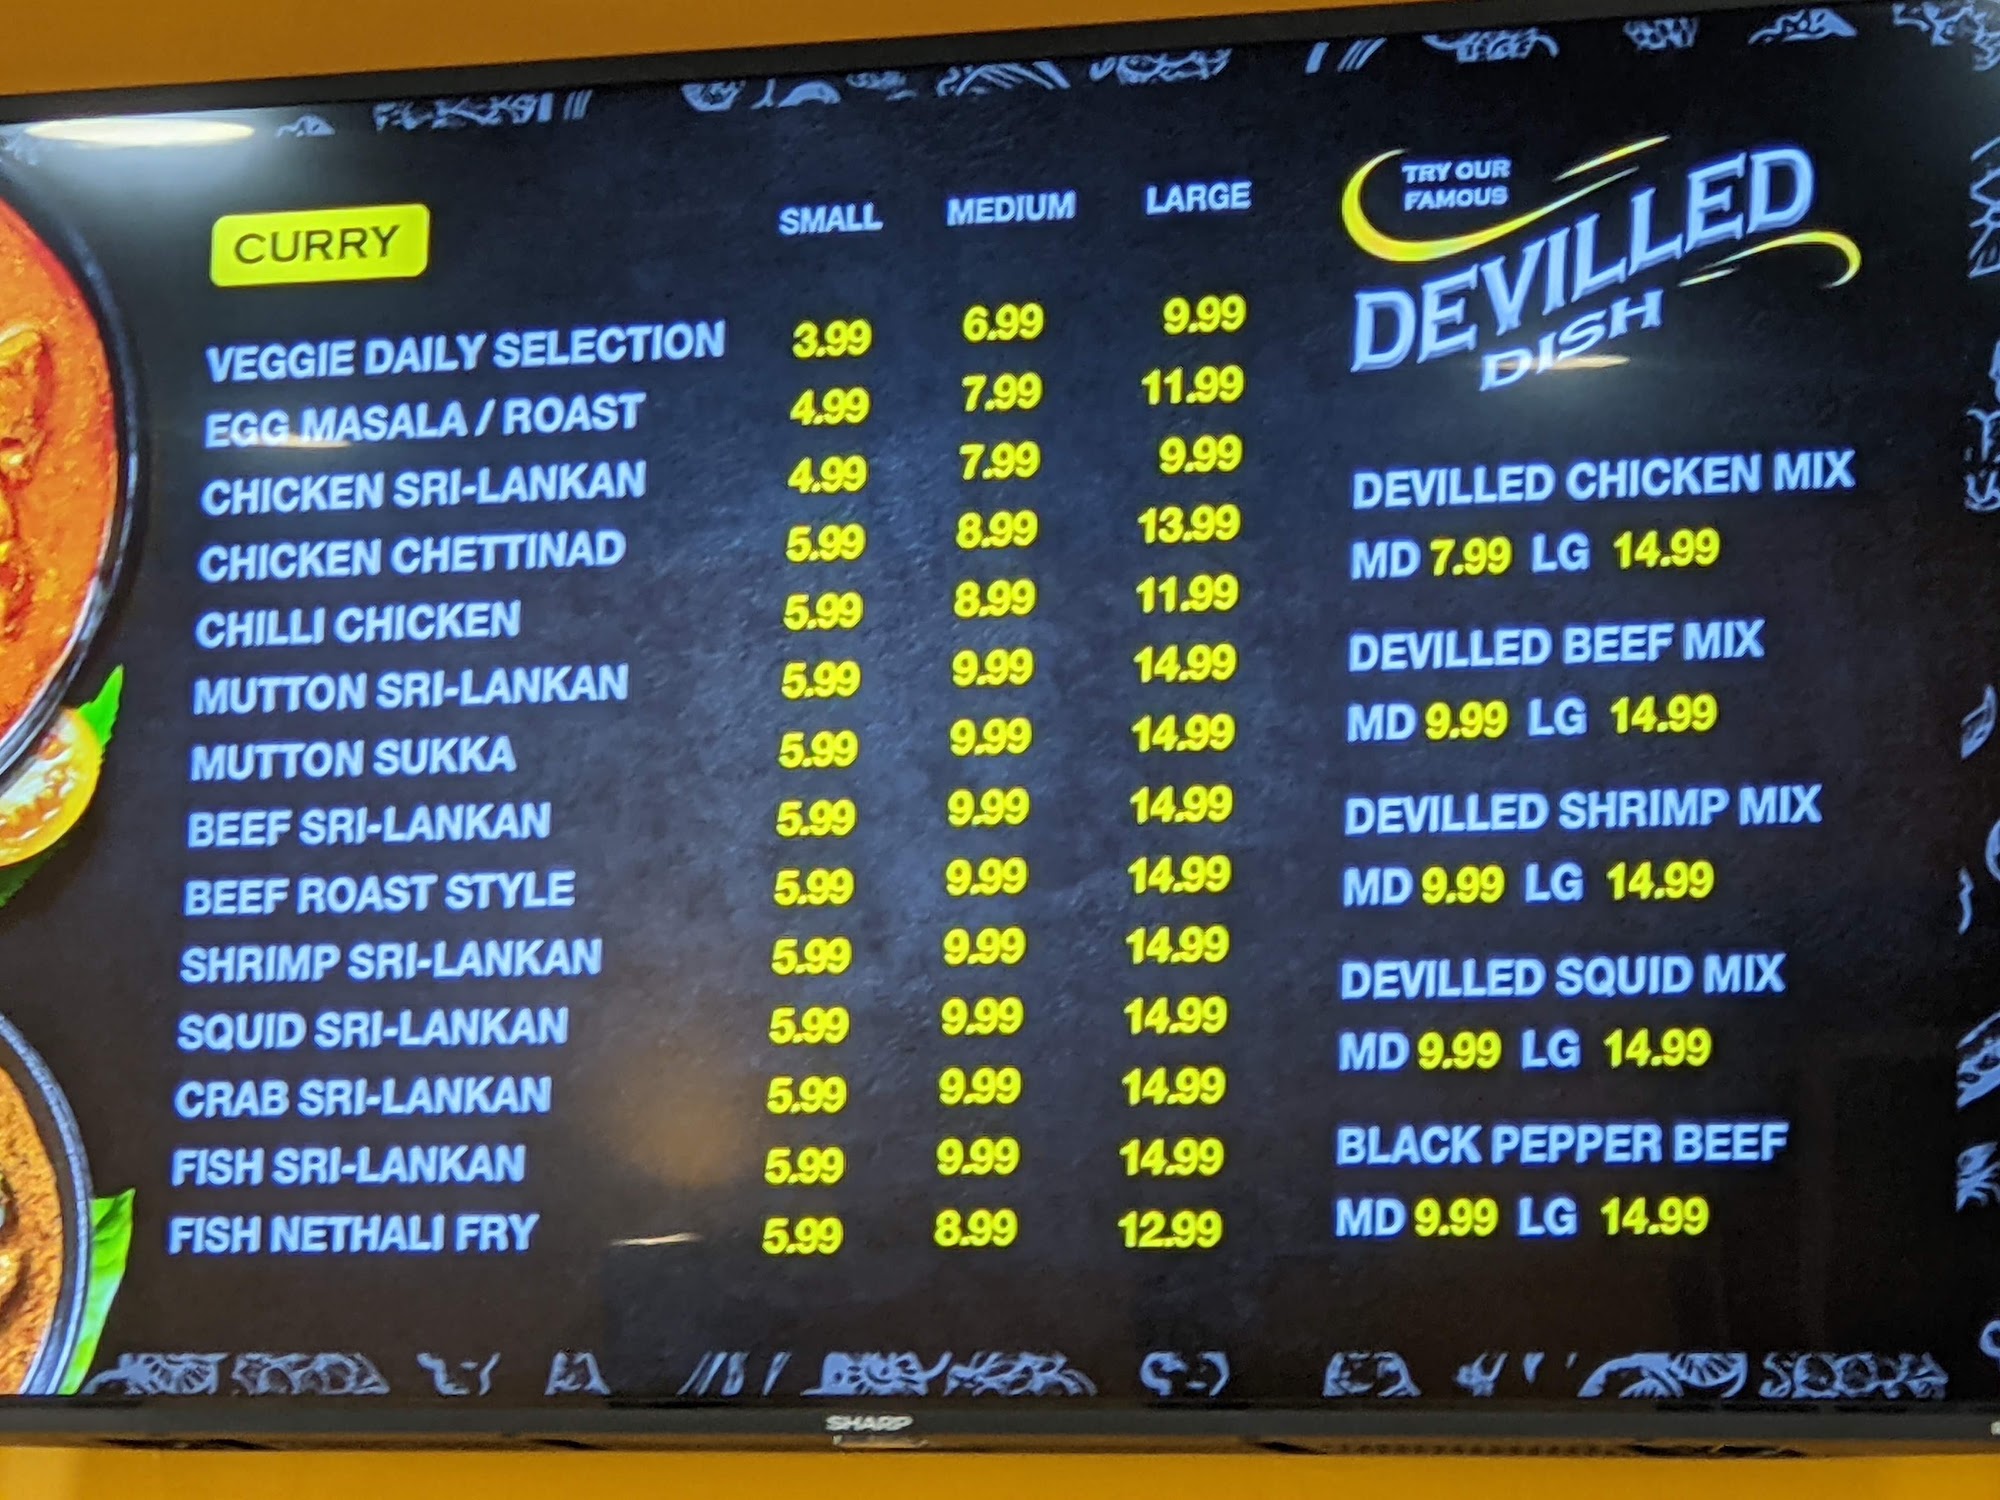 CURRY SMALL MEDIUM LARGE
VEGGIE DAILY SELECTION 3.99 6.99 9.99
EGG MASALA / ROAST 4.99 7.99 11.99
CHICKEN SRI-LANKAN 4.99 7.99 9.99
CHICKEN CHETTINAD 5.99 8.99 13.99
CHILLI CHICKEN 5.99 8.99 11.99
MUTTON SRI-LANKAN 5.99 9.99 14.99
MUTTON SUKKA 5.99 9.99 14.99
BEEF SRI-LANKAN 5.99 9.99 14.99
BEEF ROAST STYLE 5.99 9.99 14.99
SHRIMP SRI-LANKAN 5.99 9.99 14.99
SQUID SRI-LANKAN 5.99 9.99 14.99
CRAB SRI-LANKAN 5.99 9.99 14.99
FISH SRI-LANKAN 5.99 9.99 14.99
FISH NETHALI FRY 5.99 8.99 12.99
TRY OUR
FAMOUS
DEVILLED
DISH
DEVILLED CHICKEN MIX
MD 7.99 LG 14.99
DEVILLED BEEF MIX
MD 9.99 LG 14.99
DEVILLED SHRIMP MIX
MD 9.99 LG 14.99
DEVILLED SQUID MIX
MD 9.99 LG 14.99
BLACK PEPPER BEEF
MD 9.99 LG 14.99
SHARP